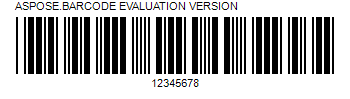 ASPOSE.BARCODE EVALUATION VERSION
12345678